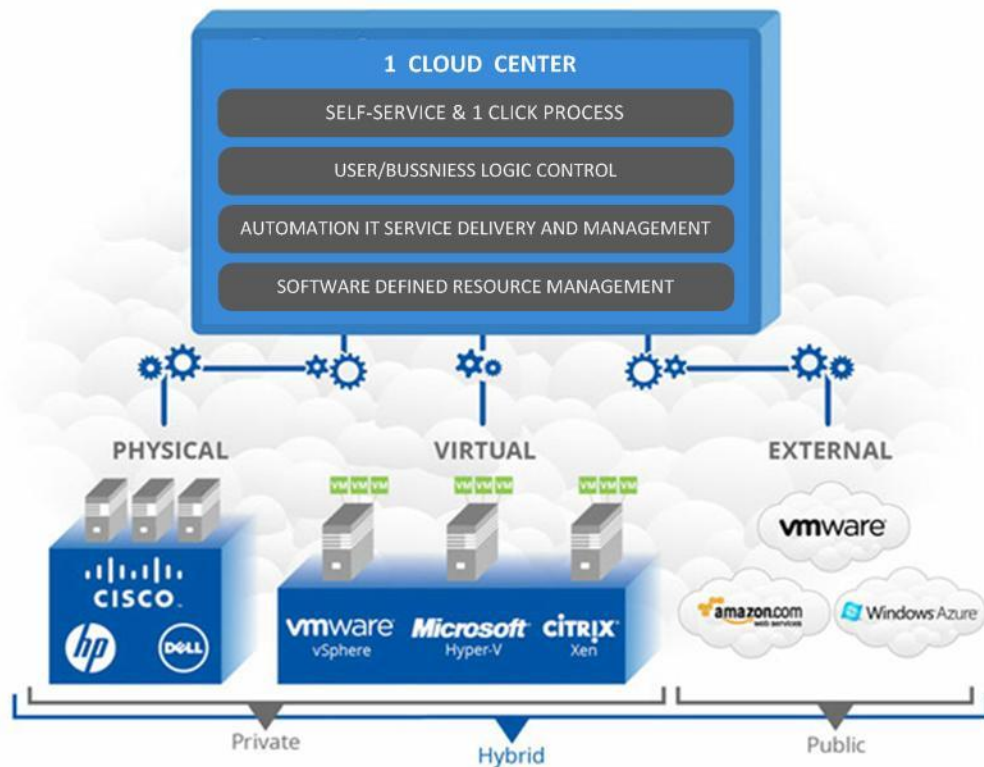 1 CLOUD CENTER
SELF-SERVICE & 1 CLICK PROCESS
USER/BUSSNIESS LOGIC CONTROL
AUTOMATION IT SERVICE DELIVERY AND MANAGEMENT
SOFTWARE DEFINED RESOURCE MANAGEMENT
PHYSICAL
VIRTUAL
EXTERNAL
VM VM VM
VM VM VM
VM VM VM
vmware
CISCO
hp
DELL
vmware
vSphere
Microsoft
Hyper-V
CiTRIX
Xen
amazon.com
web services
Windows Azure
Private
Hybrid
Public